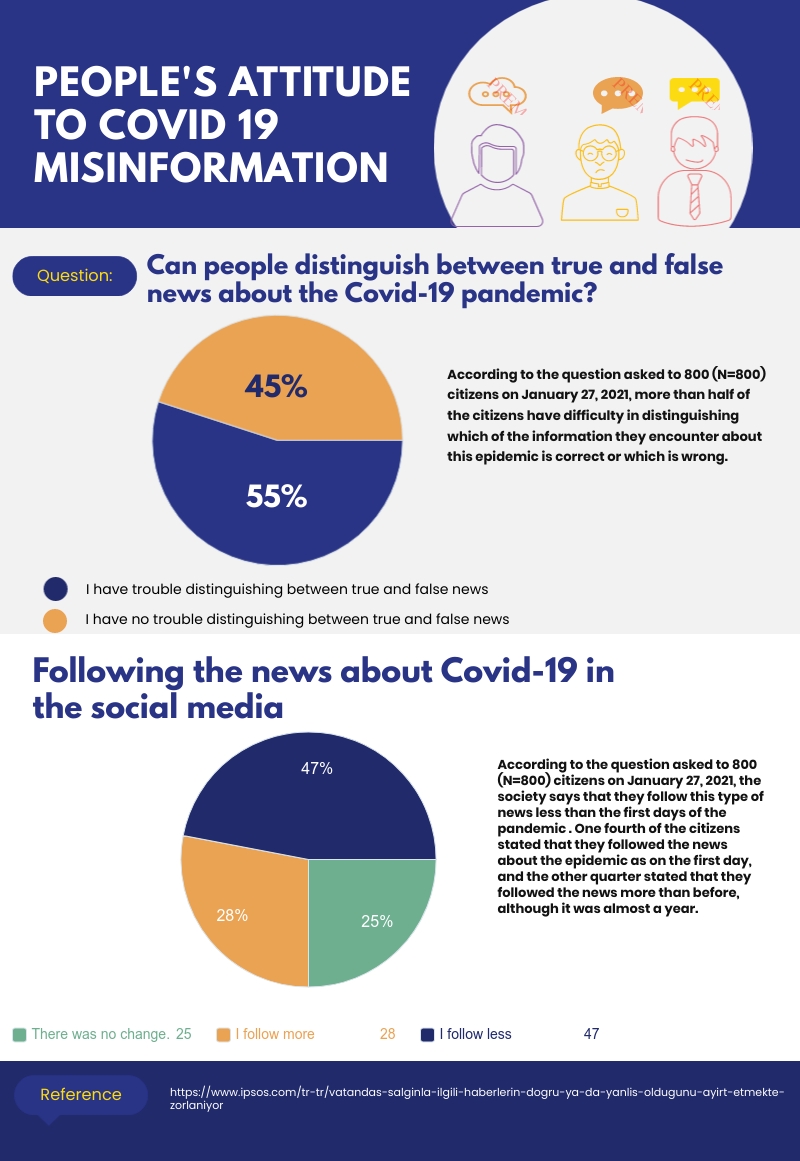 PEOPLE'S ATTITUDE
TO COVID 19
MISINFORMATION
PREM
PREM
PREM
Question:
Can people distinguish between true and false
news about the Covid-19 pandemic?
45%
55%
According to the question asked to 800 (N=800)
citizens on January 27, 2021, more than half of
the citizens have difficulty in distinguishing
which of the information they encounter about
this epidemic is correct or which is wrong.
I have trouble distinguishing between true and false news
I have no trouble distinguishing between true and false news
Following the news about Covid-19 in
the social media
47%
28%
25%
According to the question asked to 800
(N=800) citizens on January 27, 2021, the
society says that they follow this type of
news less than the first days of the
pandemic . One fourth of the citizens
stated that they followed the news
about the epidemic as on the first day,
and the other quarter stated that they
followed the news more than before,
although it was almost a year.
There was no change. 25 I follow more 28 I follow less 47
Reference
https://www.ipsos.com/tr-tr/vatandas-salginla-ilgili-haberlerin-dogru-ya-da-yanlis-oldugunu-ayirt-etmekte-
zorlaniyor